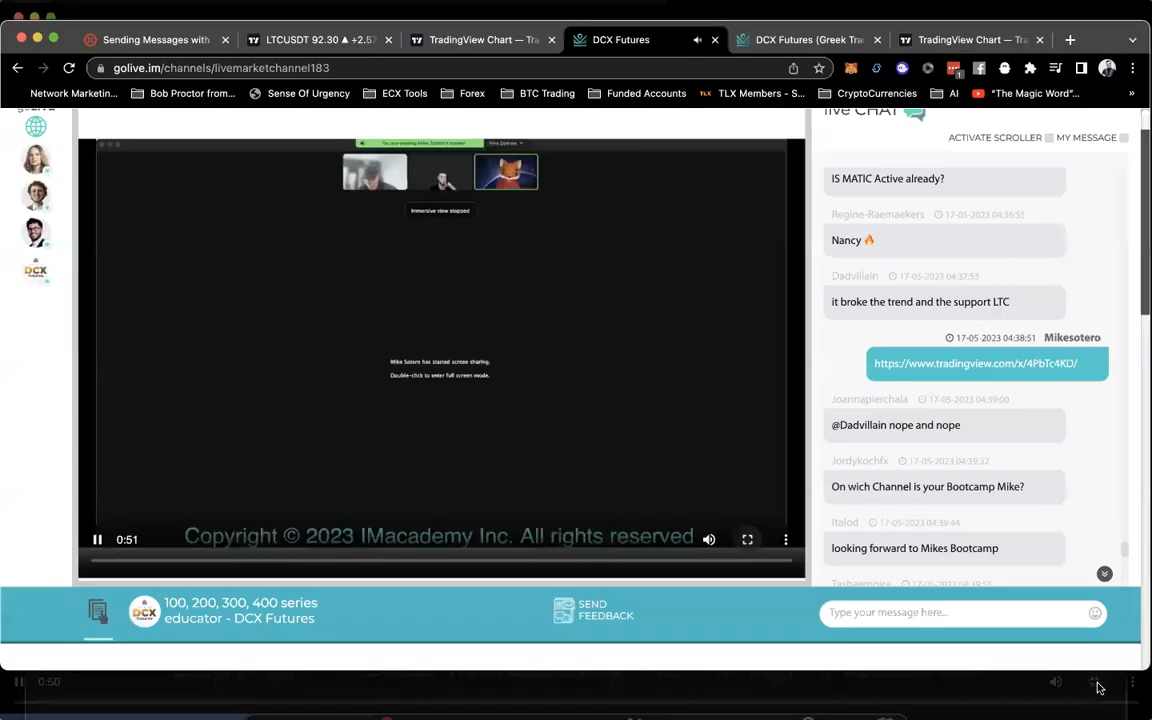 Sending Messages with
LTCUSDT 92.30 ▲ +2.57
TradingView Chart — Tra
DCX Futures
DCX Futures (Greek Tra
TradingView Chart — Tra
golive.im/channels/livemarketchannel183
Network Marketin...
Bob Proctor from...
Sense Of Urgency
ECX Tools
Forex
BTC Trading
Funded Accounts
TLX Members - S...
CryptoCurrencies
AI
"The Magic Word"...
live CHAT
ACTIVATE SCROLLER
MY MESSAGE
IS MATIC Active already?
Regine-Raemaekers 17-05-2023 04:36:55
Nancy 🔥
Dadvillain 17-05-2023 04:37:55
it broke the trend and the support LTC
17-05-2023 04:38:51 Mikesotero
https://www.tradingview.com/x/4PbTc4KD/
Joannapierchala 17-05-2023 04:39:00
@Dadvillain nope and nope
Jordykochfx 17-05-2023 04:39:32
On wich Channel is your Bootcamp Mike?
Italod 17-05-2023 04:39:44
looking forward to Mikes Bootcamp
Tashaempire 17-05-2023 04:39:56
Immersive view stopped
Mike Sotero has started screen sharing.
Double-click to enter full screen mode.
0:51
Copyright © 2023 IMacademy Inc. All rights reserved
DCX
100, 200, 300, 400 series
educator - DCX Futures
SEND
FEEDBACK
Type your message here...
0:50